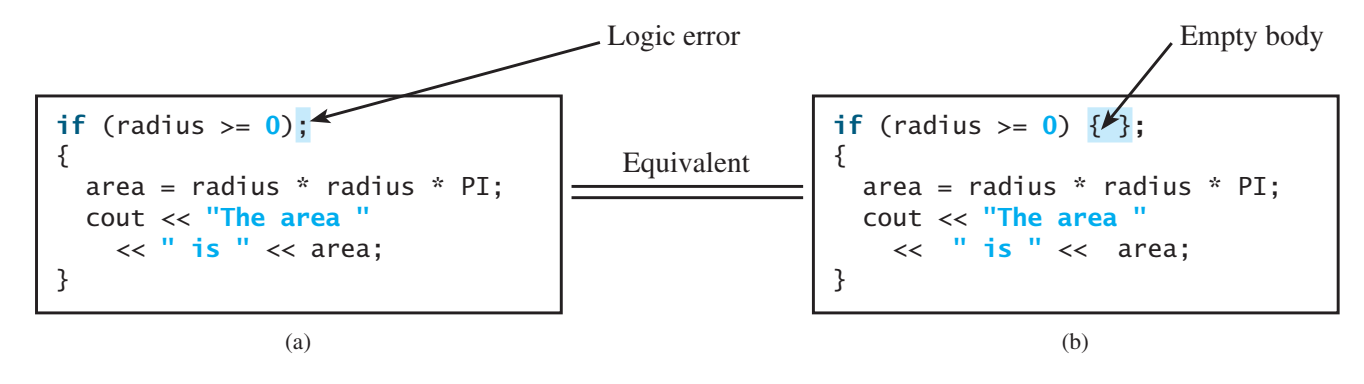 Logic error
if (radius >= 0);
{
  area = radius * radius * PI;
  cout << "The area "
    << " is " << area;
}
(a)
Equivalent
Empty body
if (radius >= 0) { };
{
  area = radius * radius * PI;
  cout << "The area "
    <<  " is " <<  area;
}
(b)